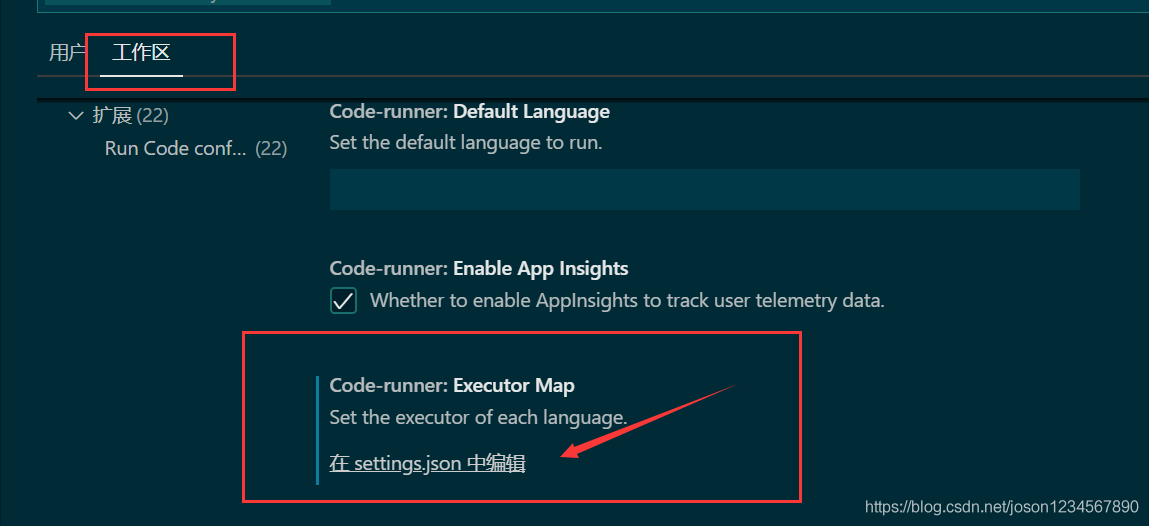 用户 工作区
扩展 (22)
Run Code conf... (22)
Code-runner: Default Language
Set the default language to run.
Code-runner: Enable App Insights
Whether to enable AppInsights to track user telemetry data.
Code-runner: Executor Map
Set the executor of each language.
在 settings.json 中编辑
https://blog.csdn.net/joson1234567890